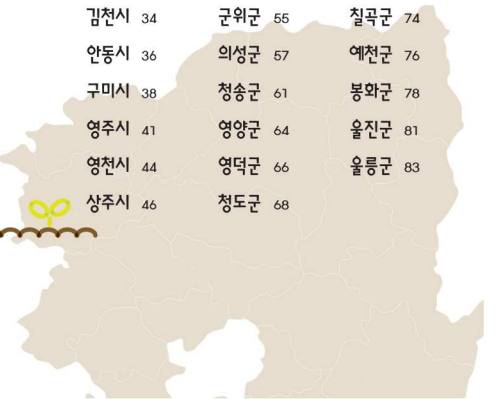 김천시 34
안동시 36
구미시 38
영주시 41
영천시 44
상주시 46
군위군 55
의성군 57
청송군 61
영양군 64
영덕군 66
청도군 68
칠곡군 74
예천군 76
봉화군 78
울진군 81
울릉군 83